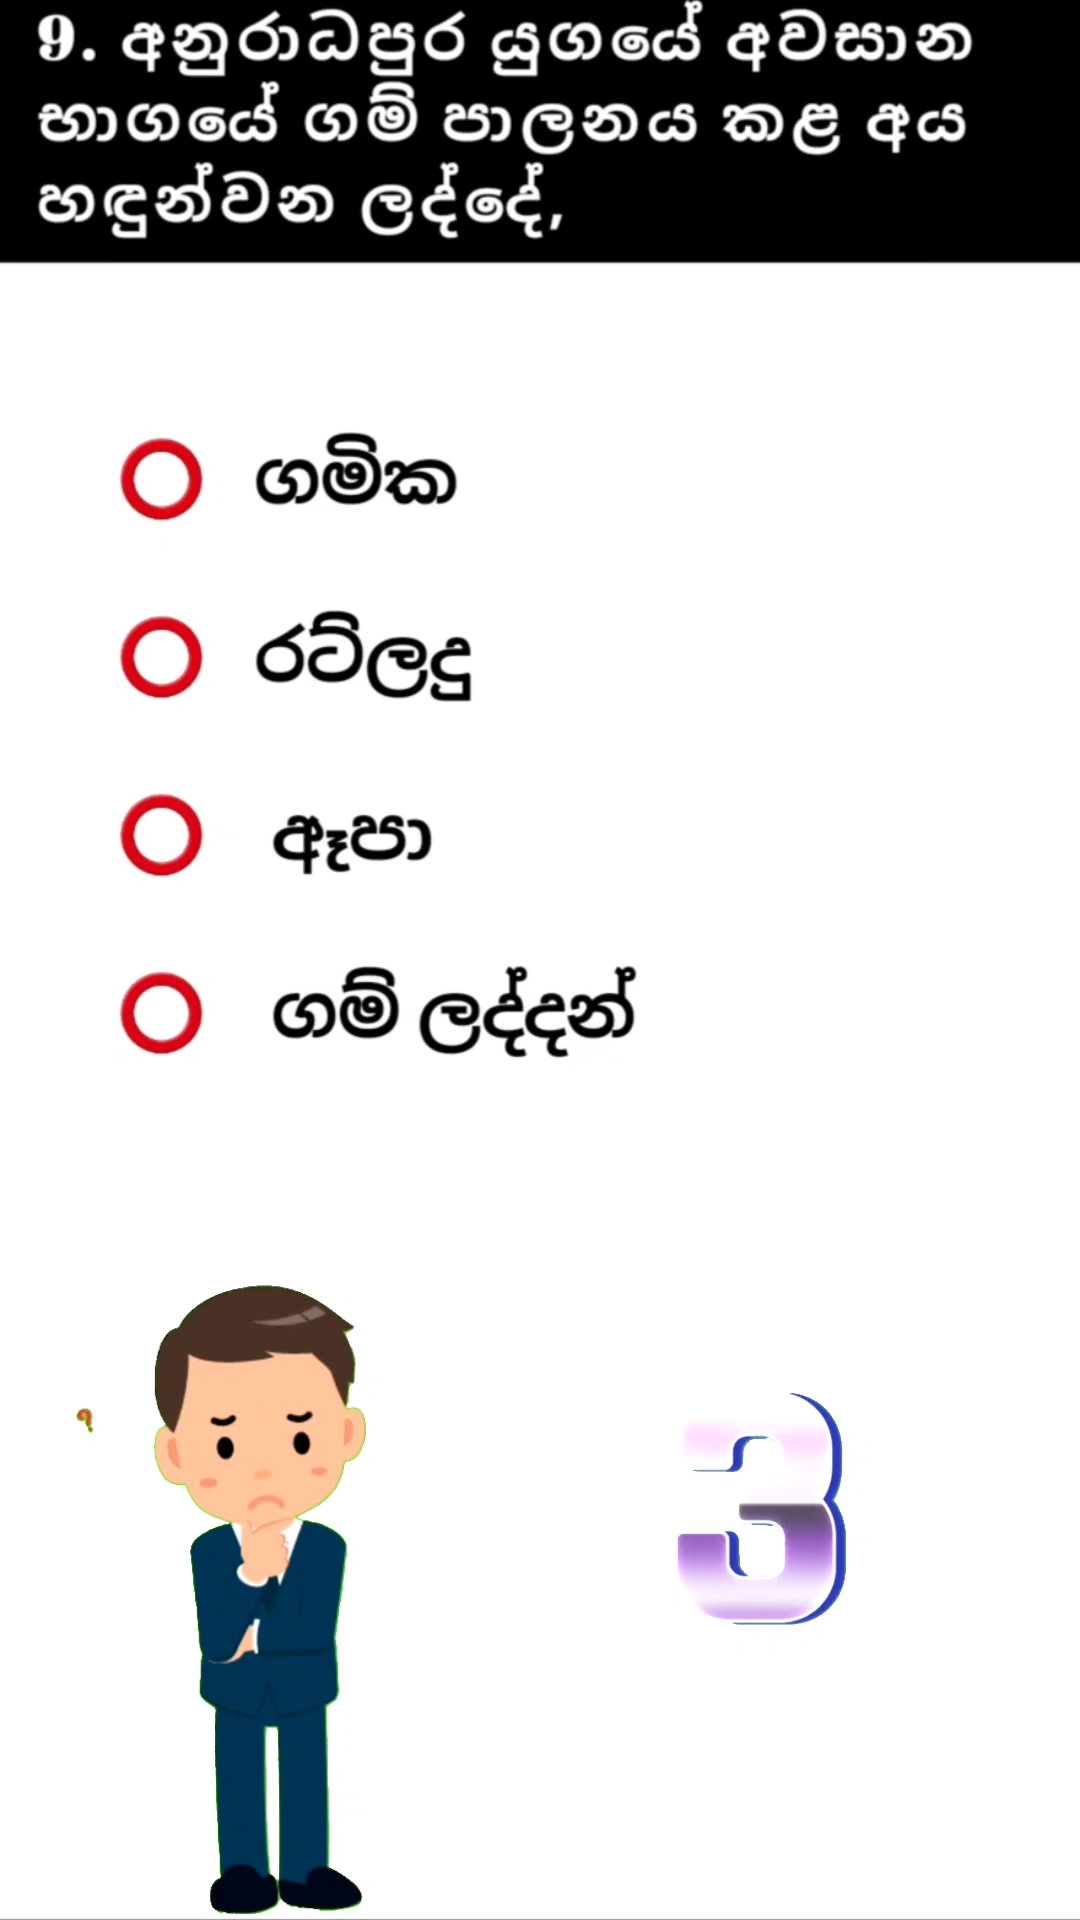 9. අනුරාධපුර යුගයේ අවසාන
භාගයේ ගම් පාලනය කළ අය
හඳුන්වන ලද්දේ,
ගමික
රට්ලදු
ඈපා
ගම් ලද්දන්
?
3